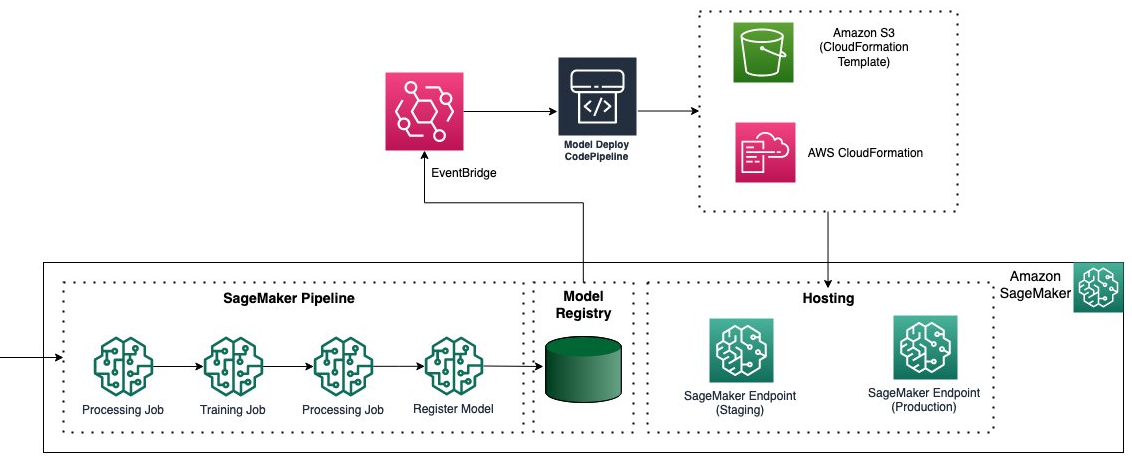 Amazon S3
(CloudFormation
Template)
Model Deploy
CodePipeline
AWS CloudFormation
EventBridge
Amazon
SageMaker
SageMaker Pipeline
Model
Registry
Hosting
Processing Job
Training Job
Processing Job
Register Model
SageMaker Endpoint
(Staging)
SageMaker Endpoint
(Production)